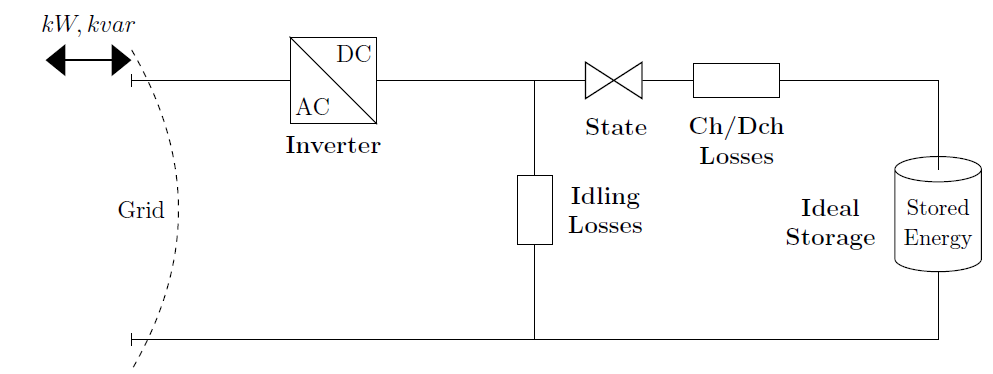 kW, kvar
DC
AC
Inverter
State
Ch/Dch
Losses
Idling
Losses
Grid
Ideal
Storage
Stored
Energy